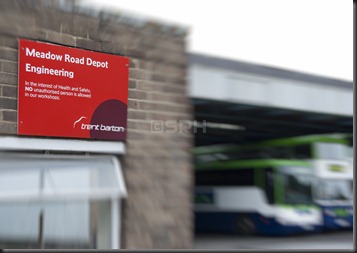 Meadow Road Depot
Engineering
In the interest of Health and Safety,
NO unauthorised person is allowed
in our workshops.
trent barton
©SRH